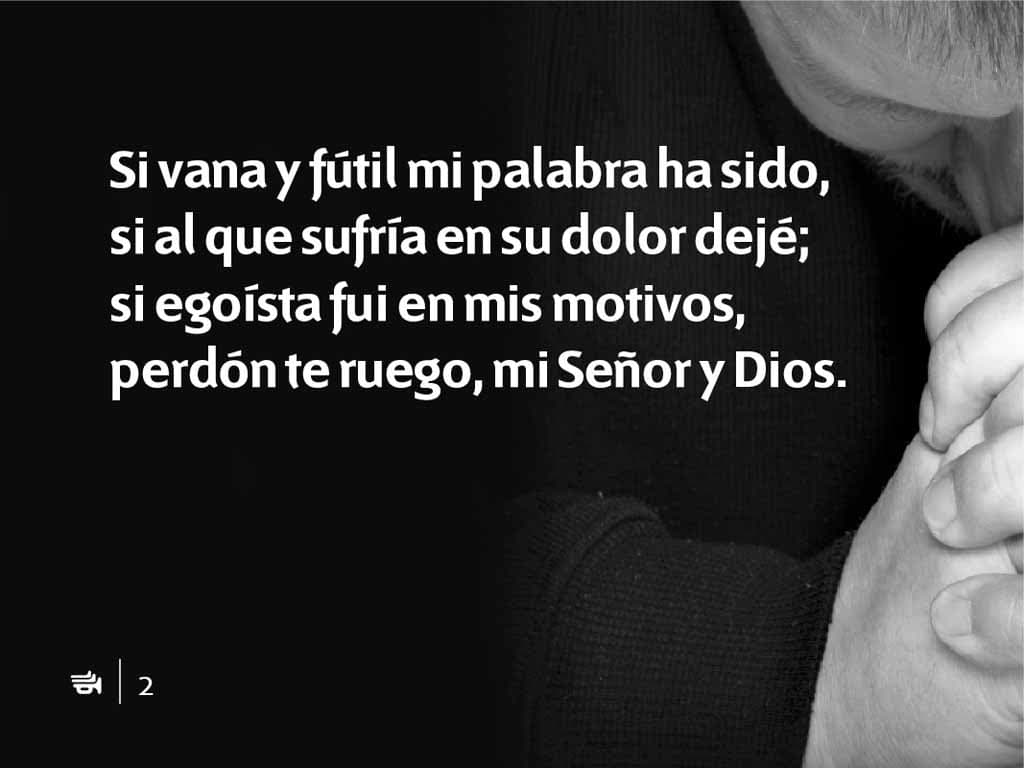 Si vana y fútil mi palabra ha sido,
si al que sufría en su dolor dejé;
si egoísta fui en mis motivos,
perdón te ruego, mi Señor y Dios.
2